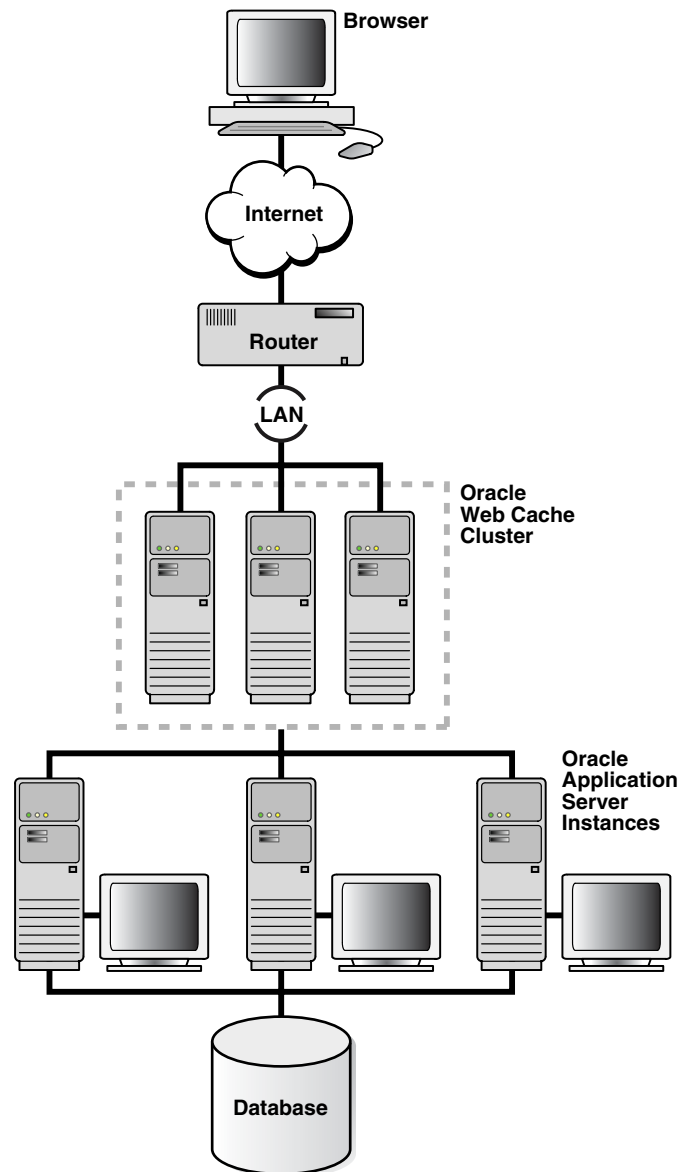 Browser
Internet
Router
LAN
Oracle
Web Cache
Cluster
Oracle
Application
Server
Instances
Database